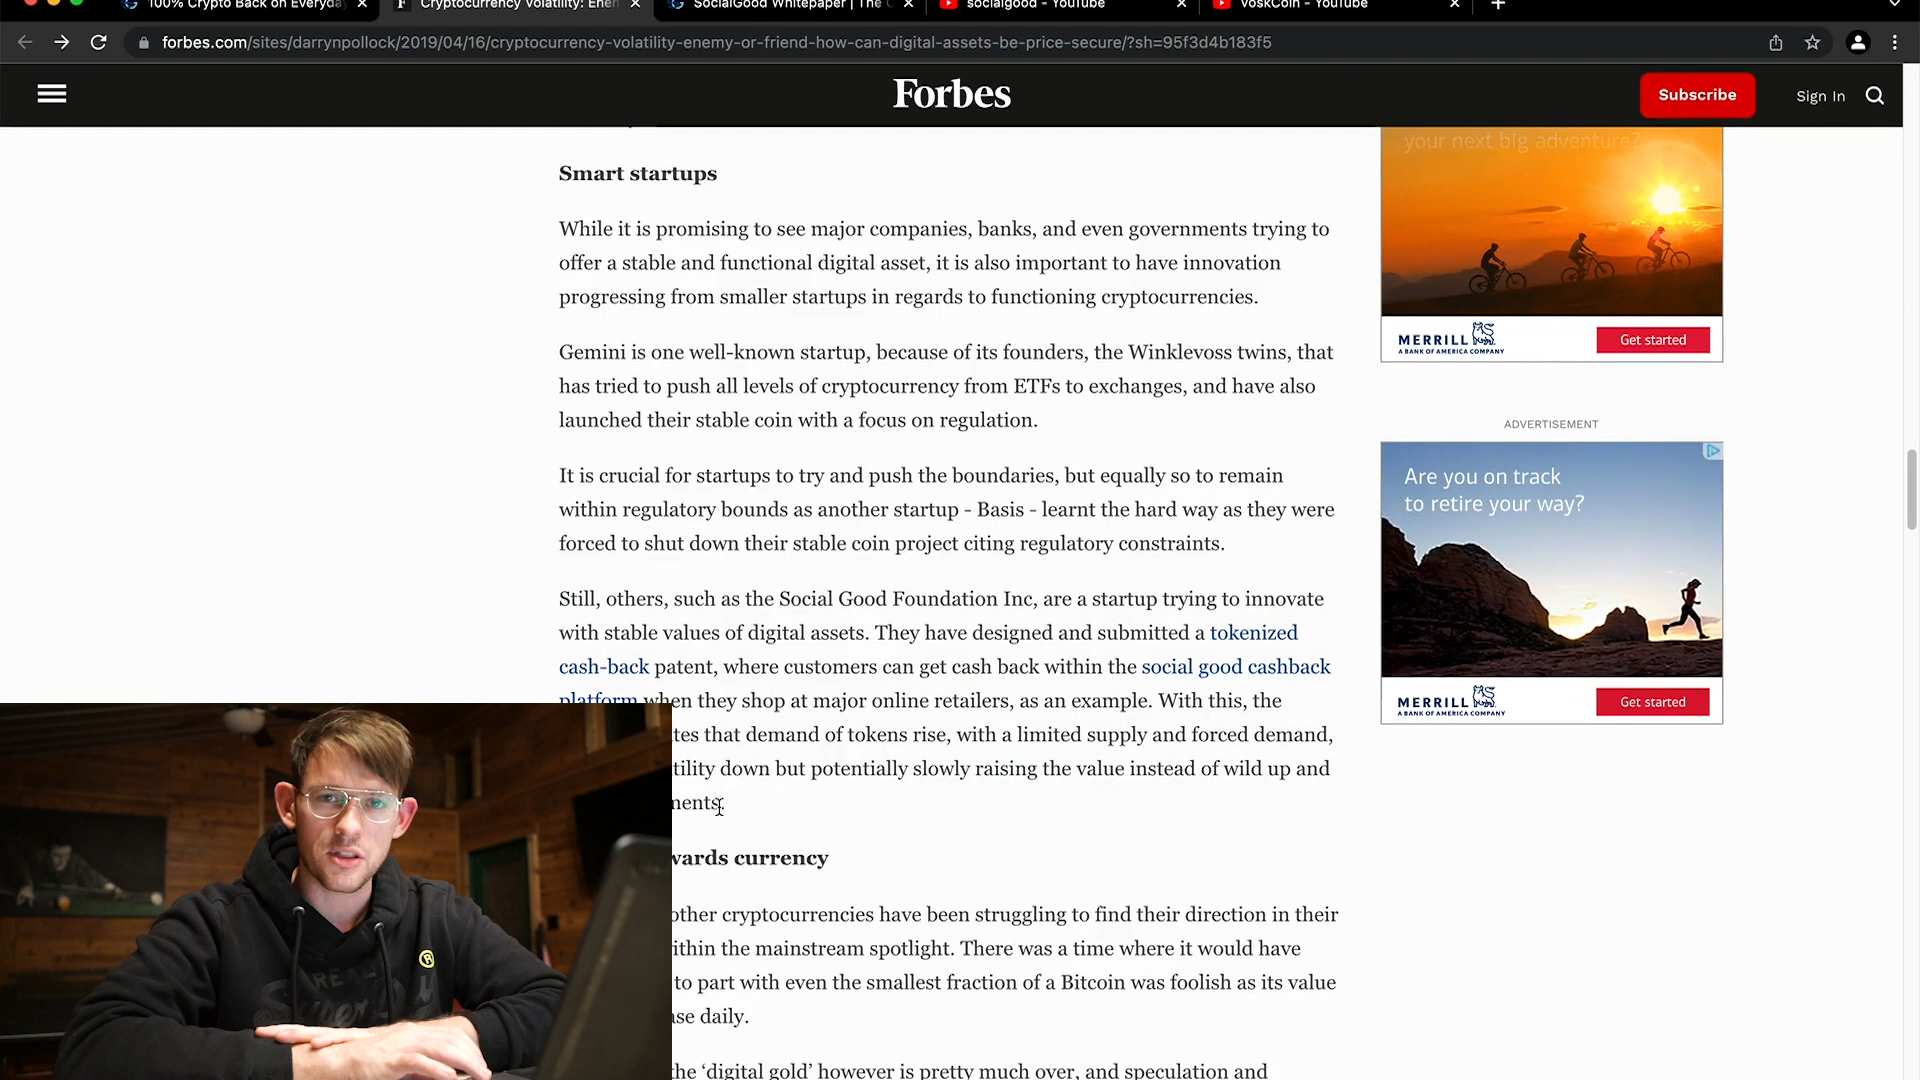 100% Crypto Back on Everyday
Cryptocurrency Volatility: Enem
SocialGood Whitepaper | The
socialgood - YouTube
VoskCoin - YouTube
forbes.com/sites/darrynpollock/2019/04/16/cryptocurrency-volatility-enemy-or-friend-how-can-digital-assets-be-price-secure/?sh=95f3d4b183f5
Forbes
Subscribe
Sign In
Smart startups
While it is promising to see major companies, banks, and even governments trying to
offer a stable and functional digital asset, it is also important to have innovation
progressing from smaller startups in regards to functioning cryptocurrencies.
Gemini is one well-known startup, because of its founders, the Winklevoss twins, that
has tried to push all levels of cryptocurrency from ETFs to exchanges, and have also
launched their stable coin with a focus on regulation.
It is crucial for startups to try and push the boundaries, but equally so to remain
within regulatory bounds as another startup - Basis - learnt the hard way as they were
forced to shut down their stable coin project citing regulatory constraints.
Still, others, such as the Social Good Foundation Inc, are a startup trying to innovate
with stable values of digital assets. They have designed and submitted a tokenized
cash-back patent, where customers can get cash back within the social good cashback
platform when they shop at major online retailers, as an example. With this, the
tes that demand of tokens rise, with a limited supply and forced demand,
tility down but potentially slowly raising the value instead of wild up and
ments.
wards currency
other cryptocurrencies have been struggling to find their direction in their
ithin the mainstream spotlight. There was a time where it would have
to part with even the smallest fraction of a Bitcoin was foolish as its value
ase daily.
he ‘digital gold’ however is pretty much over, and speculation and
your next big adventure?
MERRILL
A BANK OF AMERICA COMPANY
Get started
ADVERTISEMENT
Are you on track
to retire your way?
MERRILL
A BANK OF AMERICA COMPANY
Get started
REAL